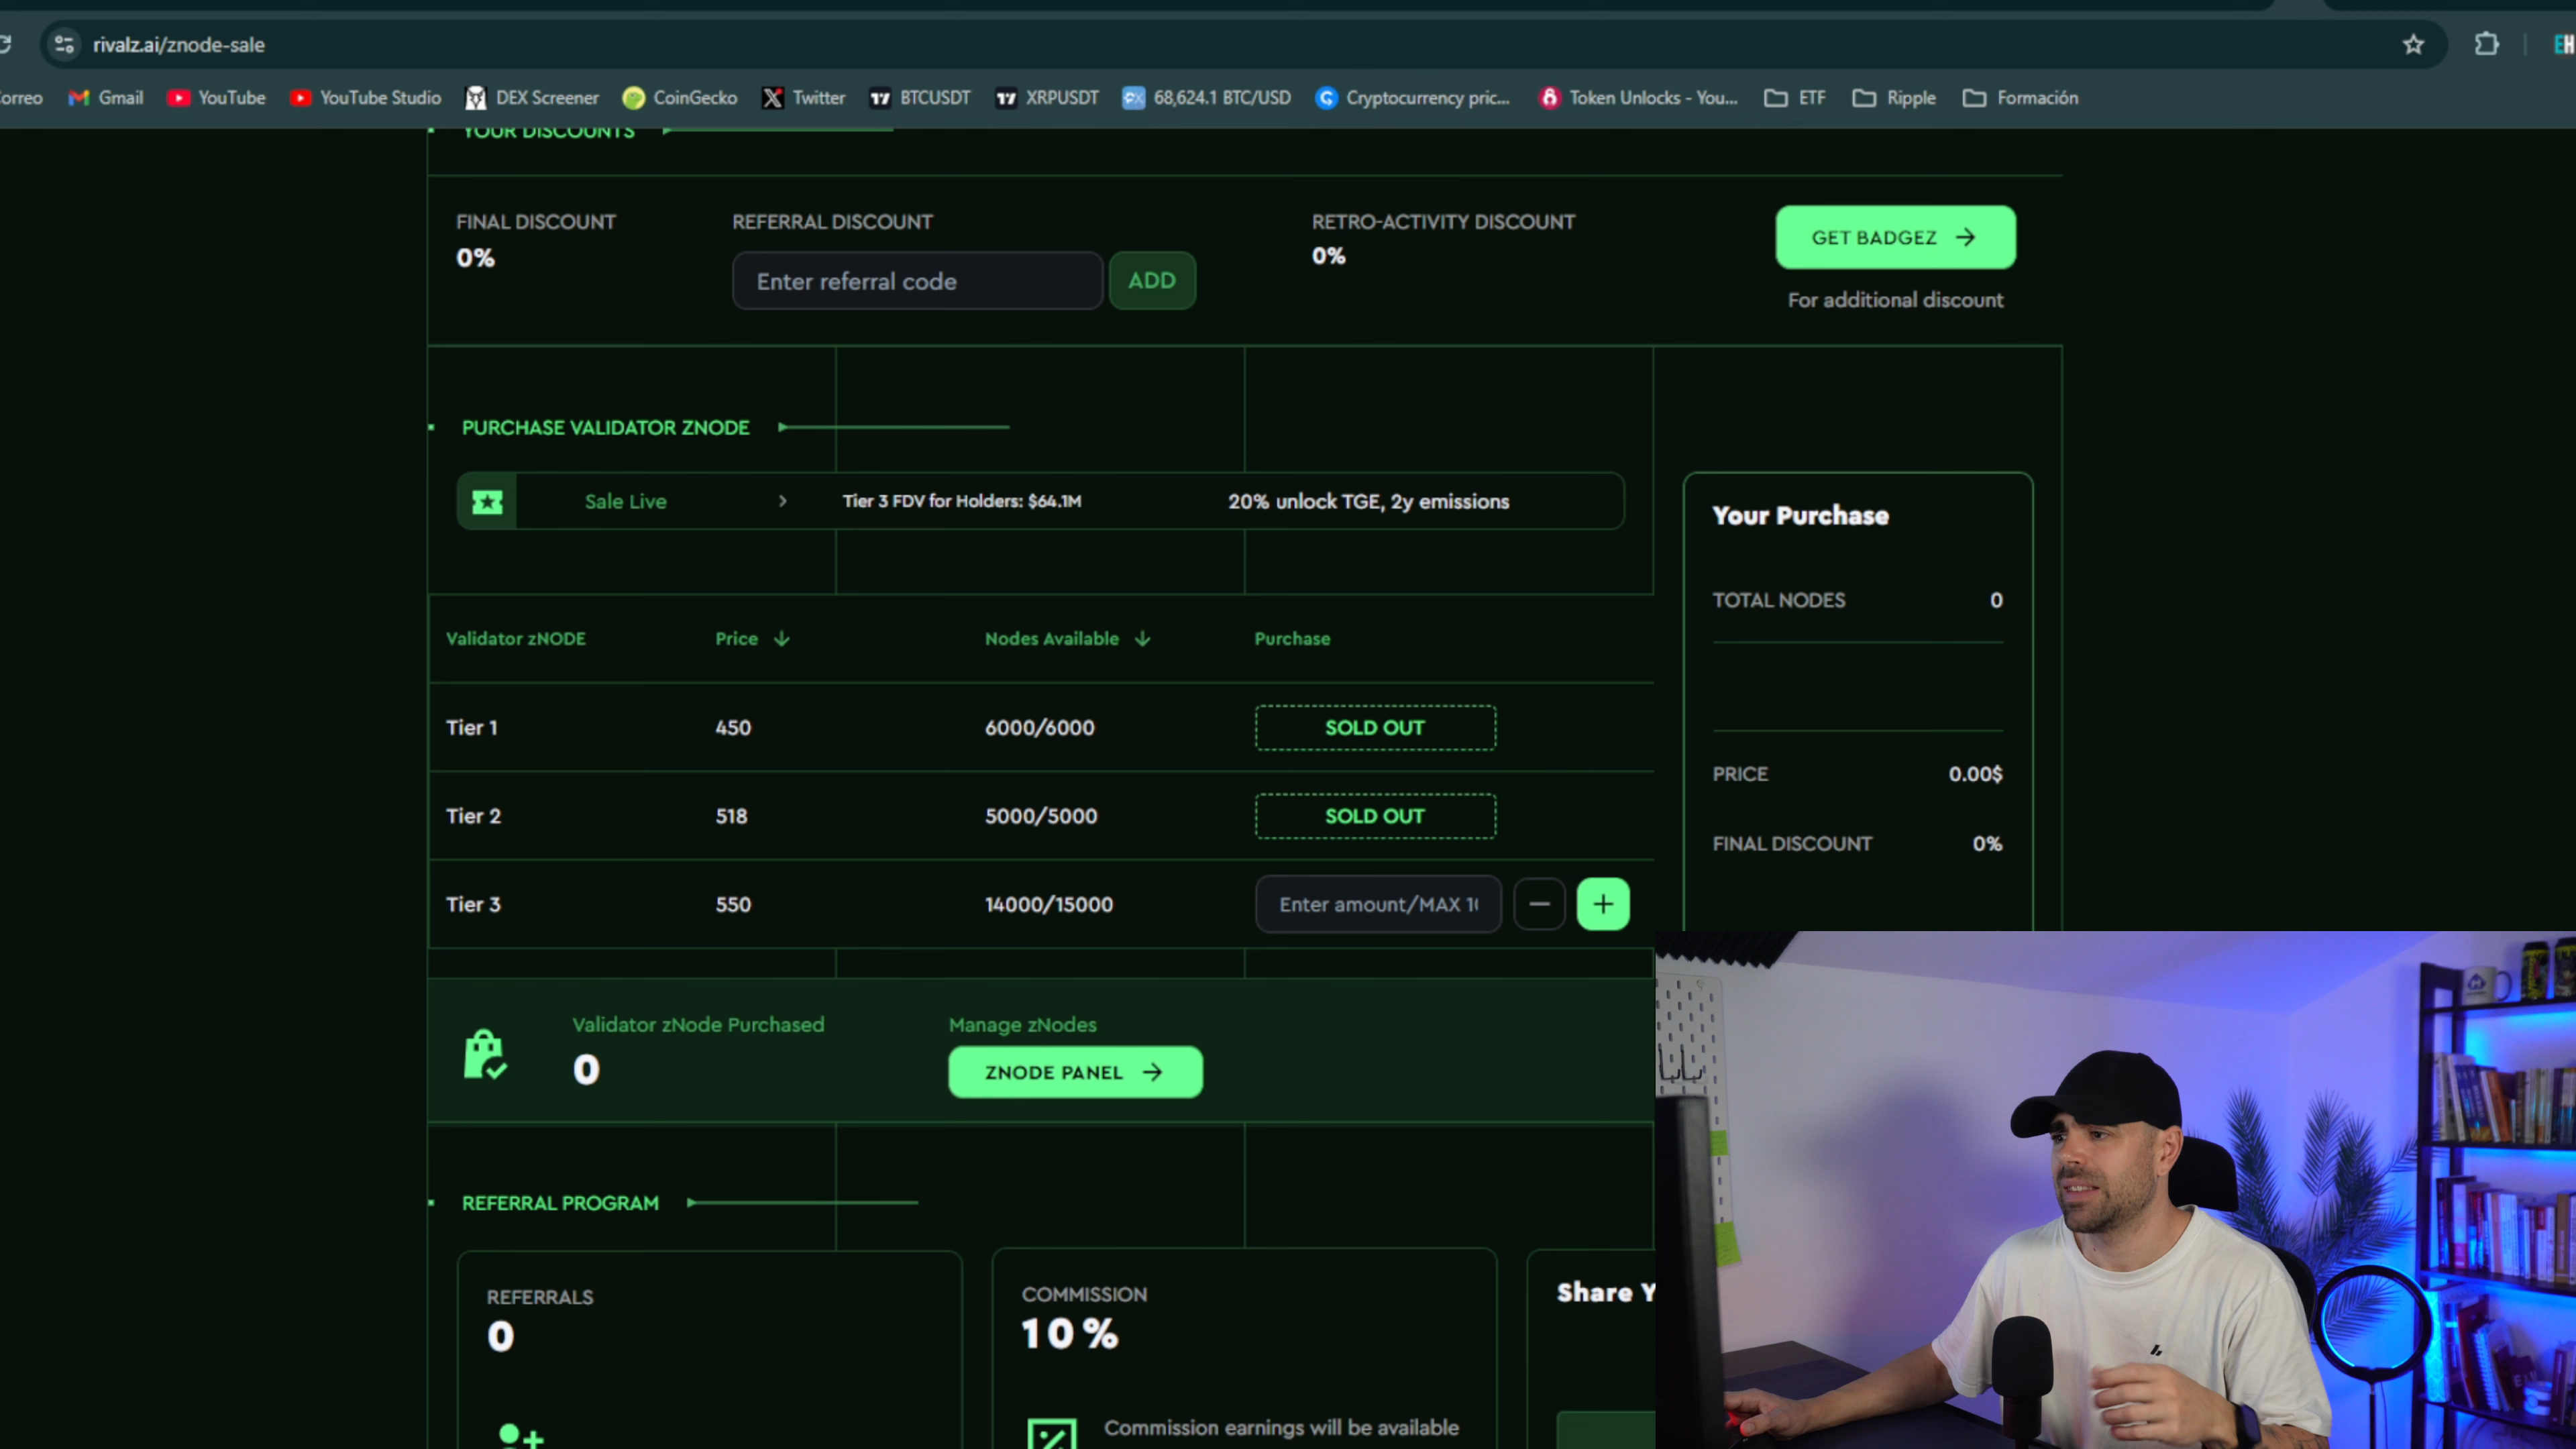 rivalz.ai/znode-sale
orreo
Gmail
YouTube
YouTube Studio
DEX Screener
CoinGecko
Twitter
BTCUSDT
XRPUSDT
68,624.1 BTC/USD
Cryptocurrency pric...
Token Unlocks - You...
ETF
Ripple
Formación
YOUR DISCOUNTS
FINAL DISCOUNT
0%
REFERRAL DISCOUNT
Enter referral code
ADD
RETRO-ACTIVITY DISCOUNT
0%
GET BADGEZ
For additional discount
PURCHASE VALIDATOR ZNODE
Sale Live
Tier 3 FDV for Holders: $64.1M
20% unlock TGE, 2y emissions
Validator zNODE Price Nodes Available Purchase
Tier 1 450 6000/6000 SOLD OUT
Tier 2 518 5000/5000 SOLD OUT
Tier 3 550 14000/15000 Enter amount/MAX 1
Your Purchase
TOTAL NODES 0
PRICE 0.00$
FINAL DISCOUNT 0%
Validator zNode Purchased
0
Manage zNodes
ZNODE PANEL
REFERRAL PROGRAM
REFERRALS
0
COMMISSION
10%
Commission earnings will be available
Share Y